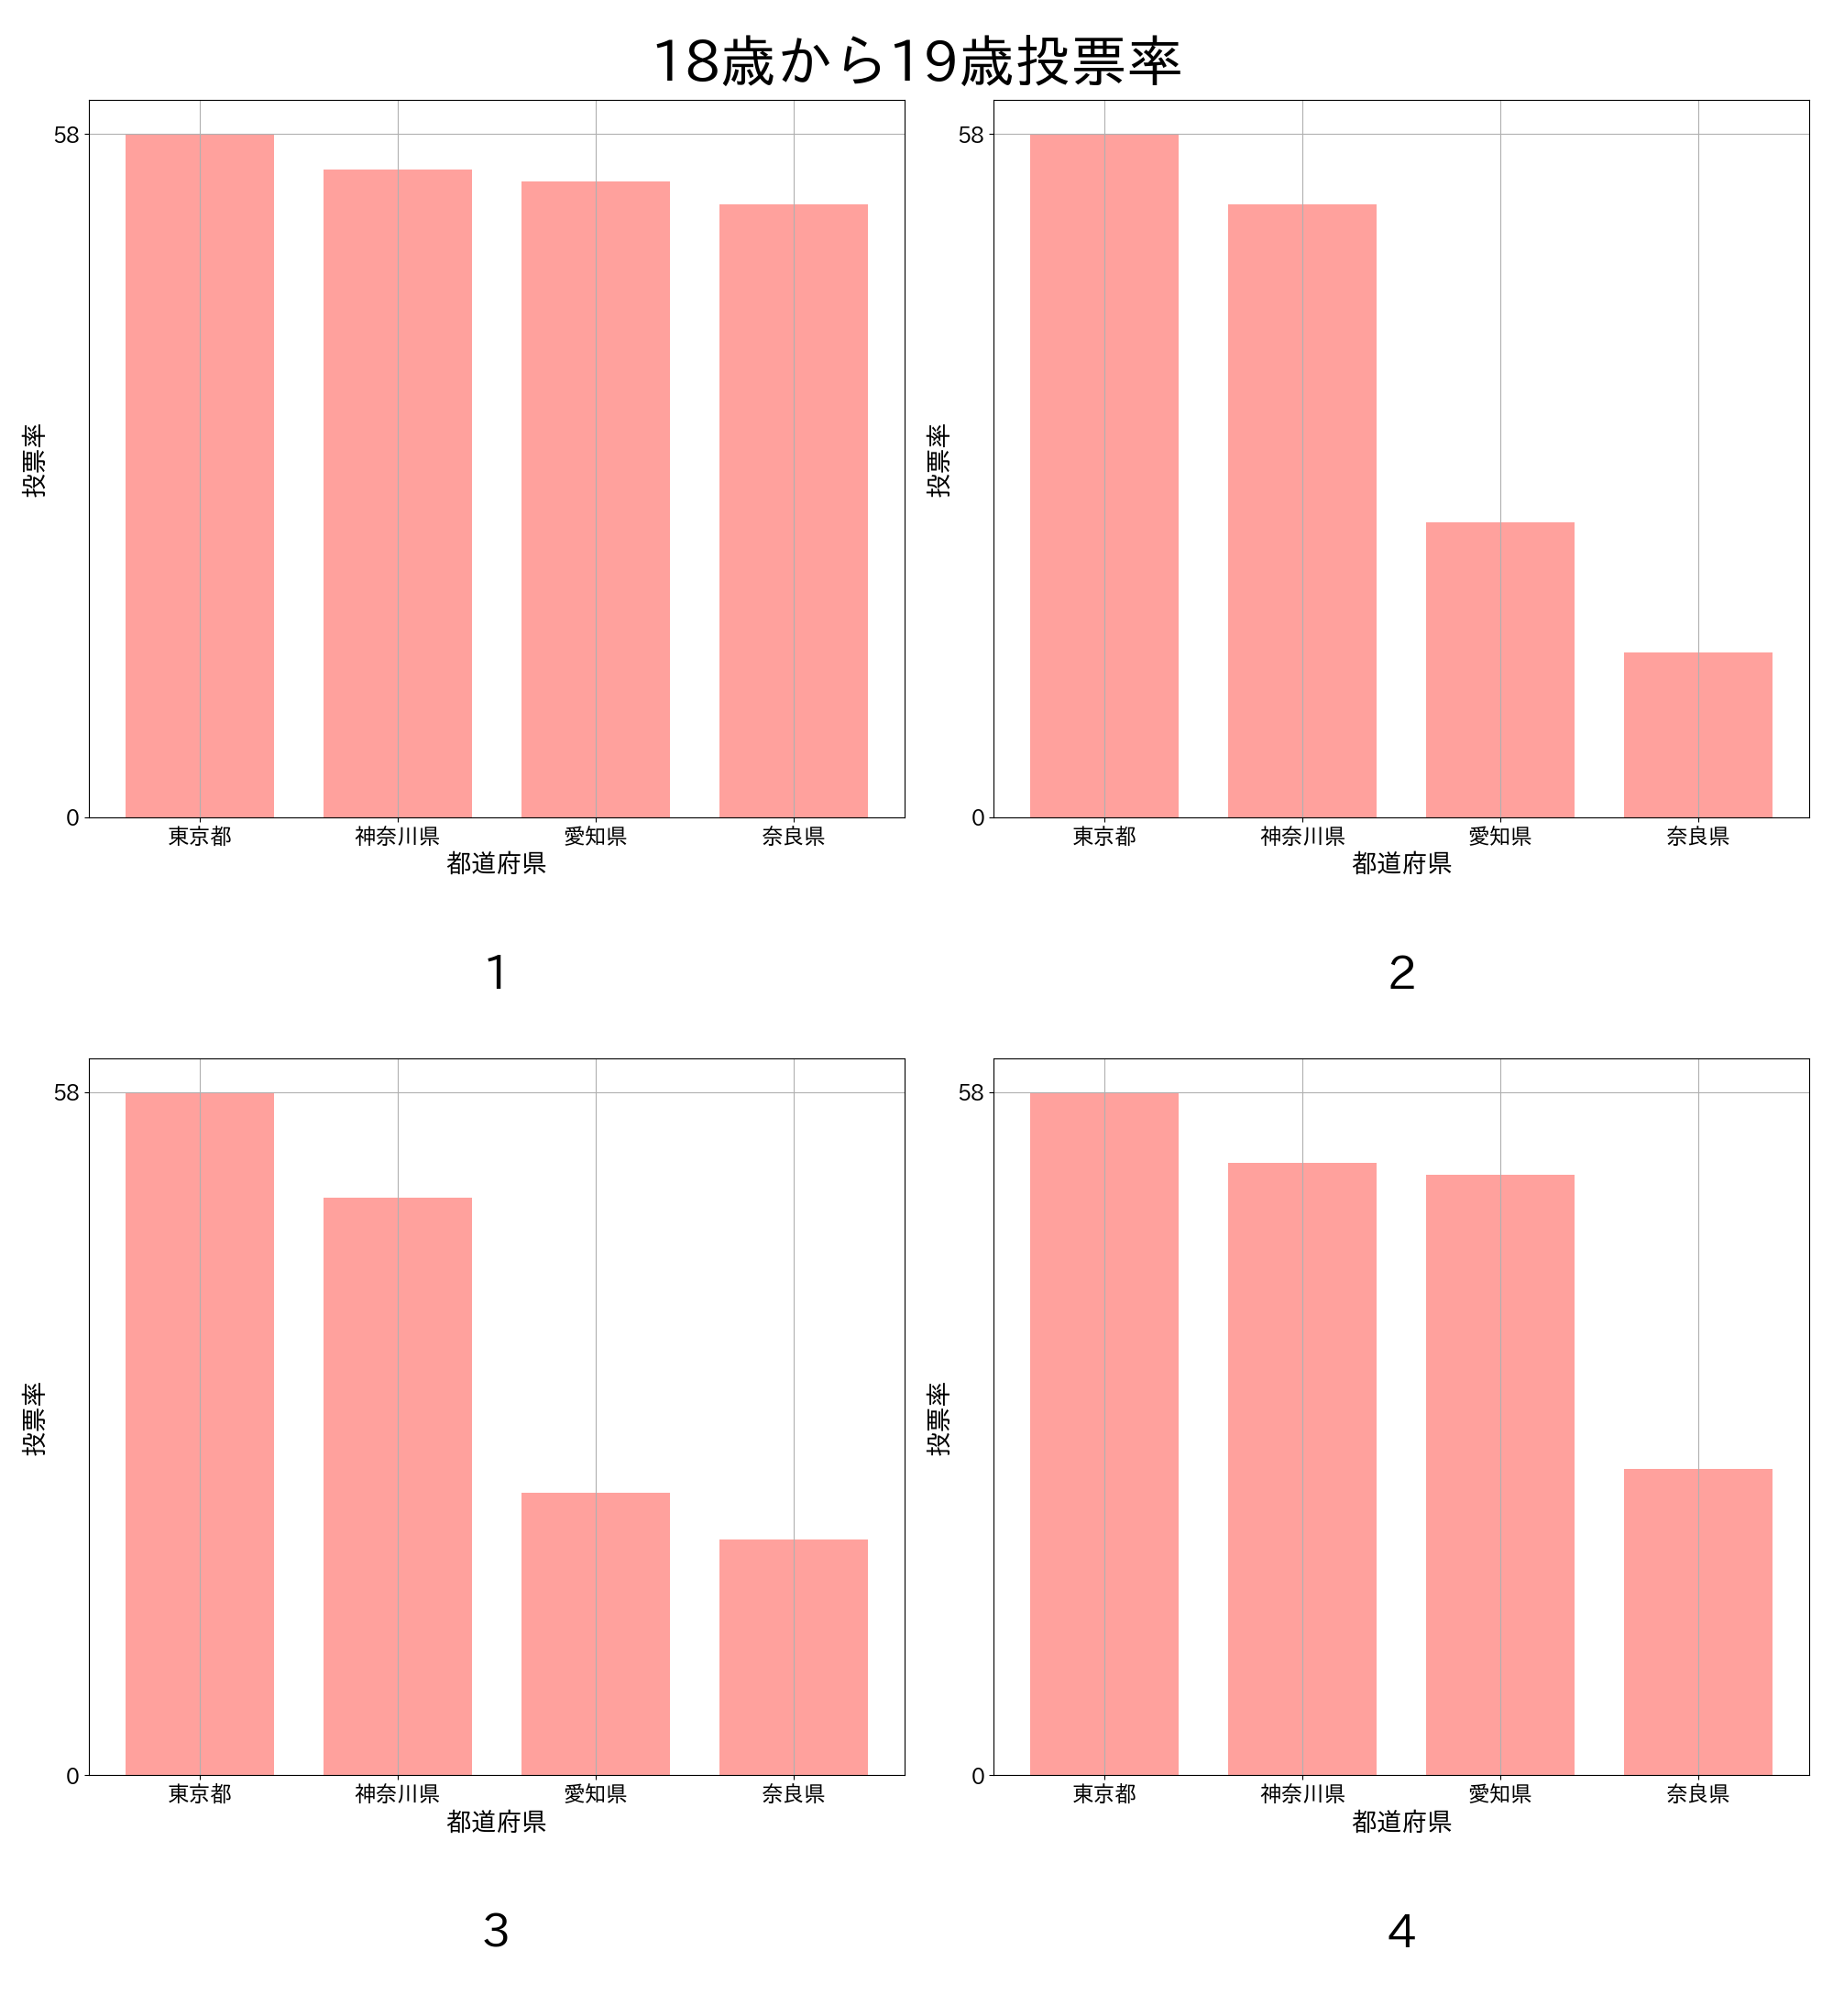 18歳から19歳投票率
58
0
投票率
東京都 神奈川県 愛知県 奈良県
都道府県
1
58
0
投票率
東京都 神奈川県 愛知県 奈良県
都道府県
2
58
0
投票率
東京都 神奈川県 愛知県 奈良県
都道府県
3
58
0
投票率
東京都 神奈川県 愛知県 奈良県
都道府県
4